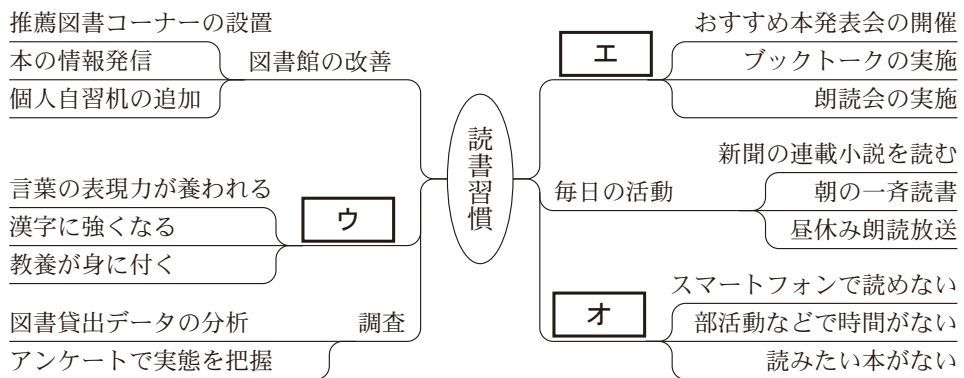 推薦図書コーナーの設置
本の情報発信
個人自習机の追加
図書館の改善
言葉の表現力が養われる
漢字に強くなる
教養が身に付く
ウ
図書貸出データの分析
アンケートで実態を把握
調査
読書習慣
エ
おすすめ本発表会の開催
ブックトークの実施
朗読会の実施
毎日の活動
新聞の連載小説を読む
朝の一斉読書
昼休み朗読放送
オ
スマートフォンで読めない
部活動などで時間がない
読みたい本がない